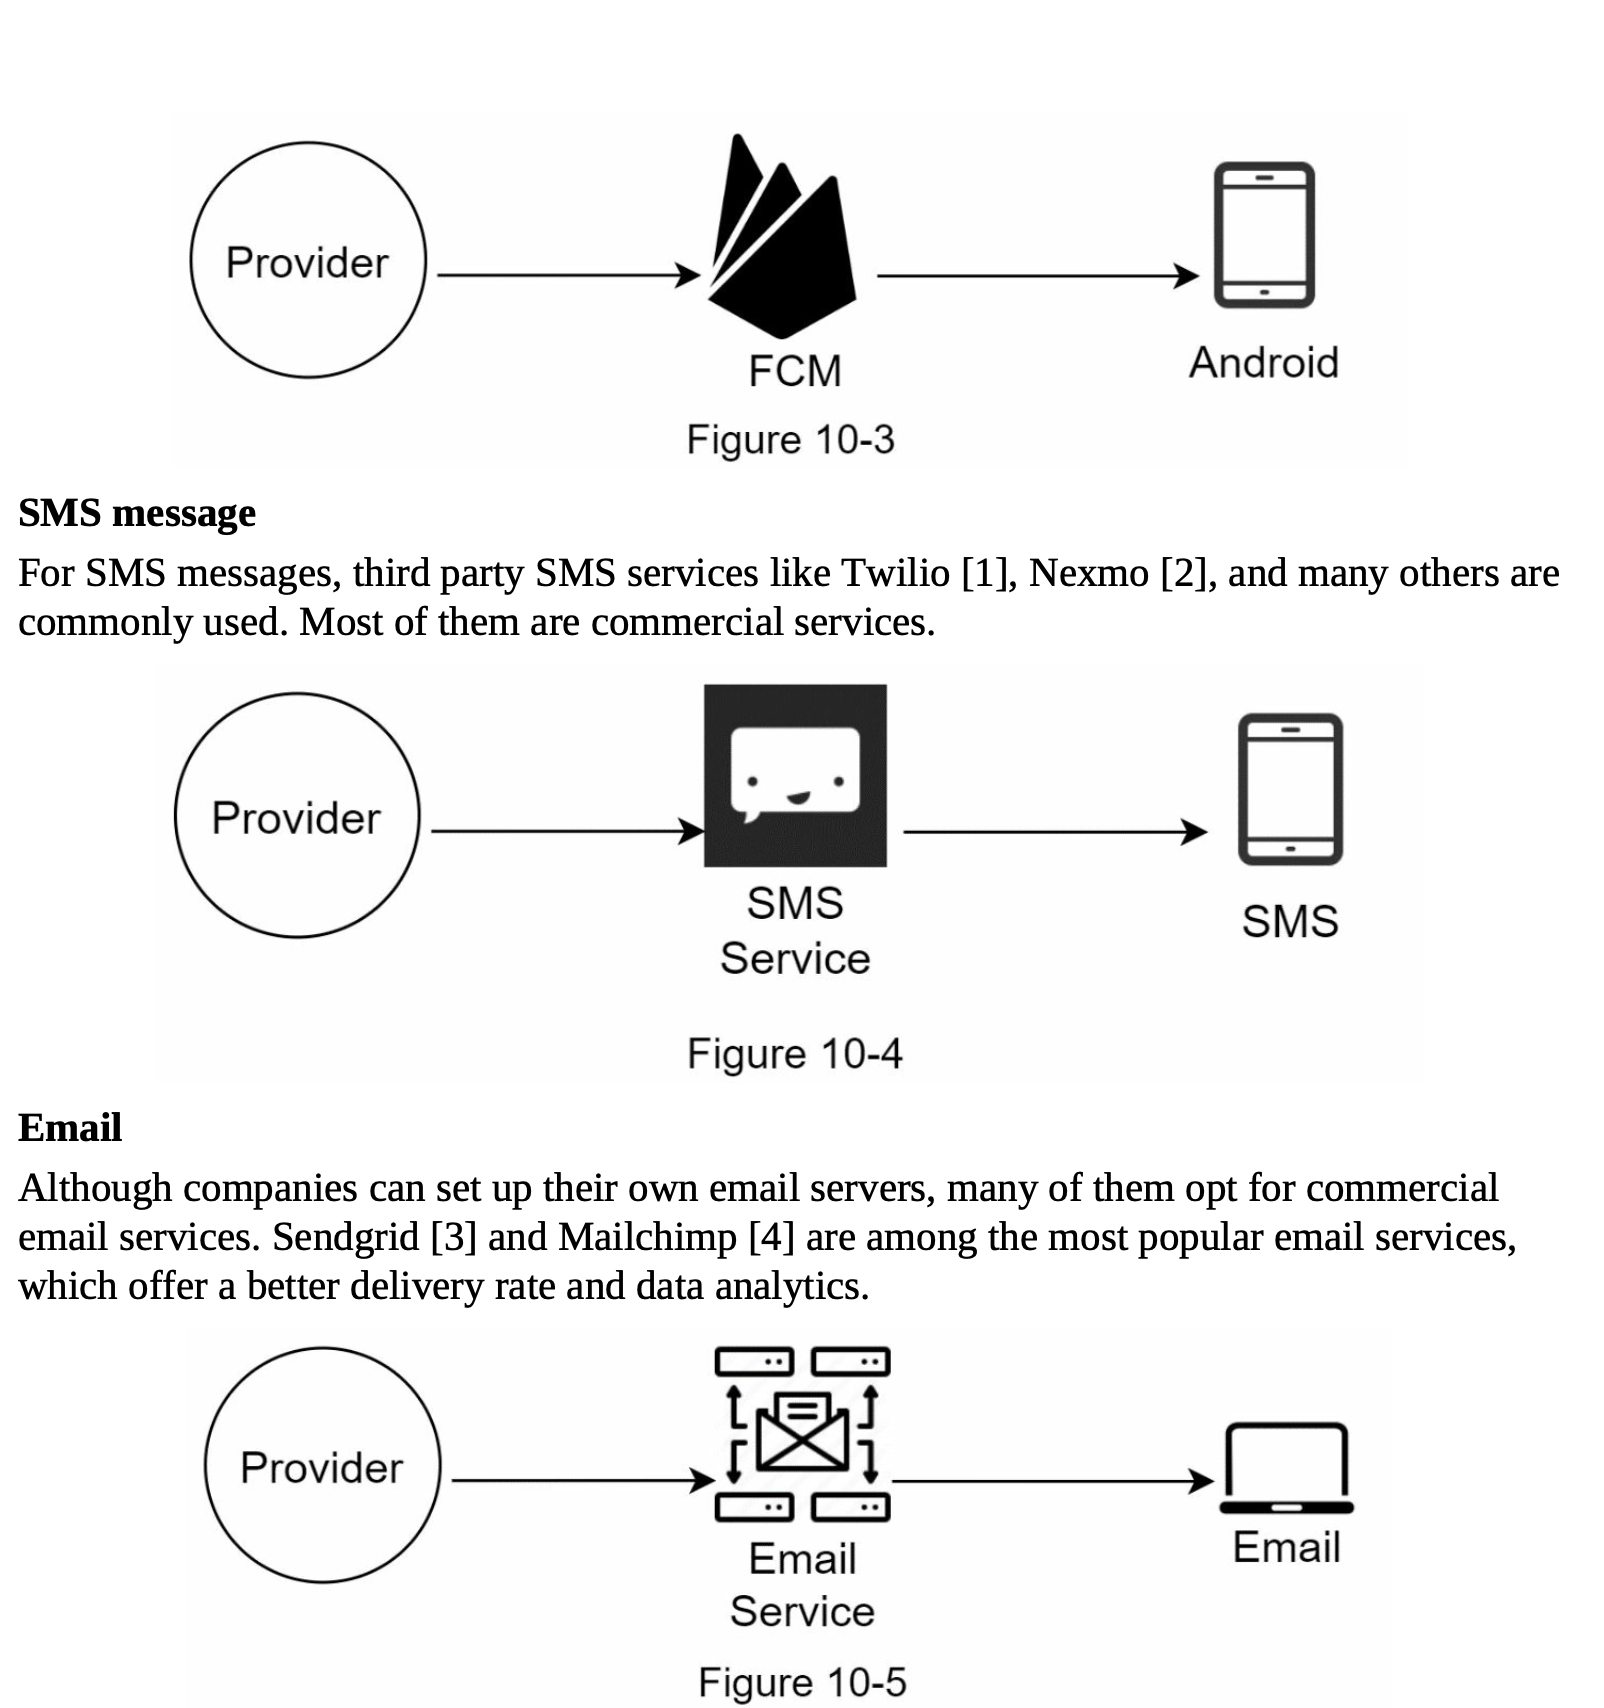 Provider
FCM
Android
Figure 10-3
SMS message
For SMS messages, third party SMS services like Twilio [1], Nexmo [2], and many others are
commonly used. Most of them are commercial services.
Provider
SMS
Service
SMS
Figure 10-4
Email
Although companies can set up their own email servers, many of them opt for commercial
email services. Sendgrid [3] and Mailchimp [4] are among the most popular email services,
which offer a better delivery rate and data analytics.
Provider
Email
Service
Email
Figure 10-5